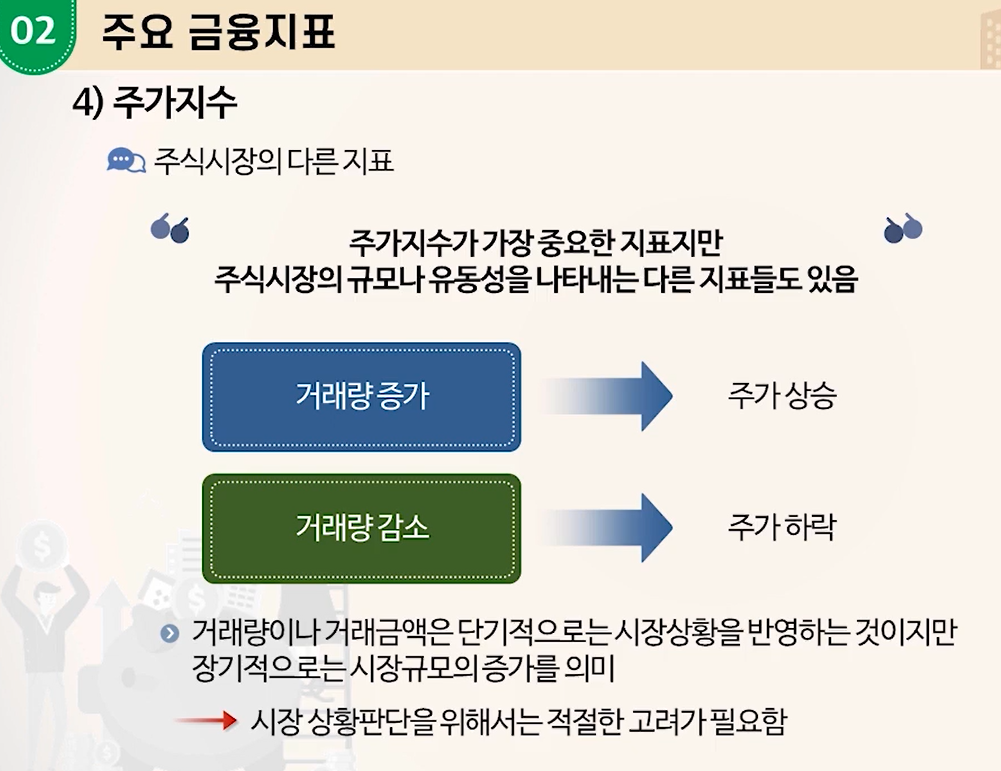 02 주요 금융지표
4) 주가지수
주식시장의 다른 지표
주가지수가 가장 중요한 지표지만
주식시장의 규모나 유동성을 나타내는 다른 지표들도 있음
거래량 증가 주가 상승
거래량 감소 주가 하락
거래량이나 거래금액은 단기적으로는 시장상황을 반영하는 것이지만
장기적으로는 시장규모의 증가를 의미
시장 상황판단을 위해서는 적절한 고려가 필요함